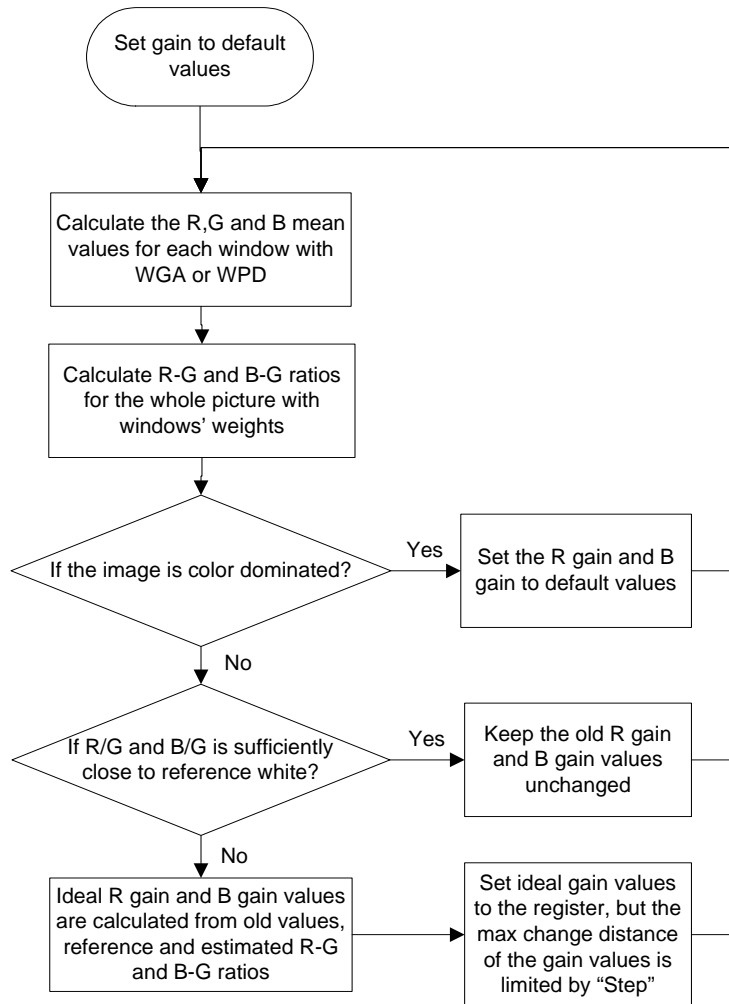 Set gain to default
values
Calculate the R,G and B mean
values for each window with
WGA or WPD
Calculate R-G and B-G ratios
for the whole picture with
windows’ weights
If the image is color dominated?
Yes
Set the R gain and B
gain to default values
No
If R/G and B/G is sufficiently
close to reference white?
Yes
Keep the old R gain
and B gain values
unchanged
No
Ideal R gain and B gain values
are calculated from old values,
reference and estimated R-G
and B-G ratios
Set ideal gain values
to the register, but the
max change distance
of the gain values is
limited by “Step”